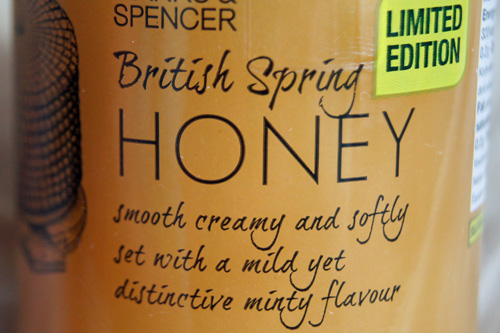 & 
SPENCER
LIMITED
EDITION
British Spring
HONEY
smooth creamy and softly
set with a mild yet
distinctive minty flavour